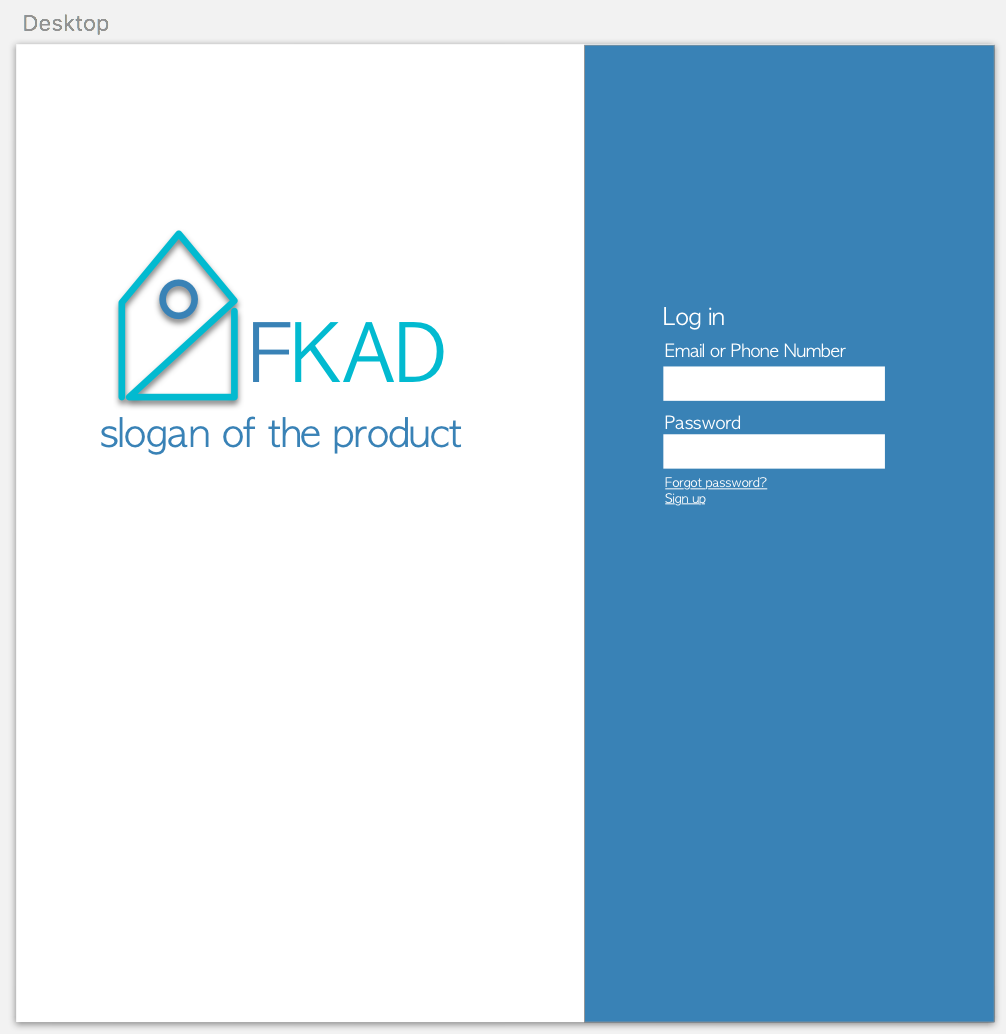 Desktop
FKAD
slogan of the product
Log in
Email or Phone Number
Password
Forgot password?
Sign up